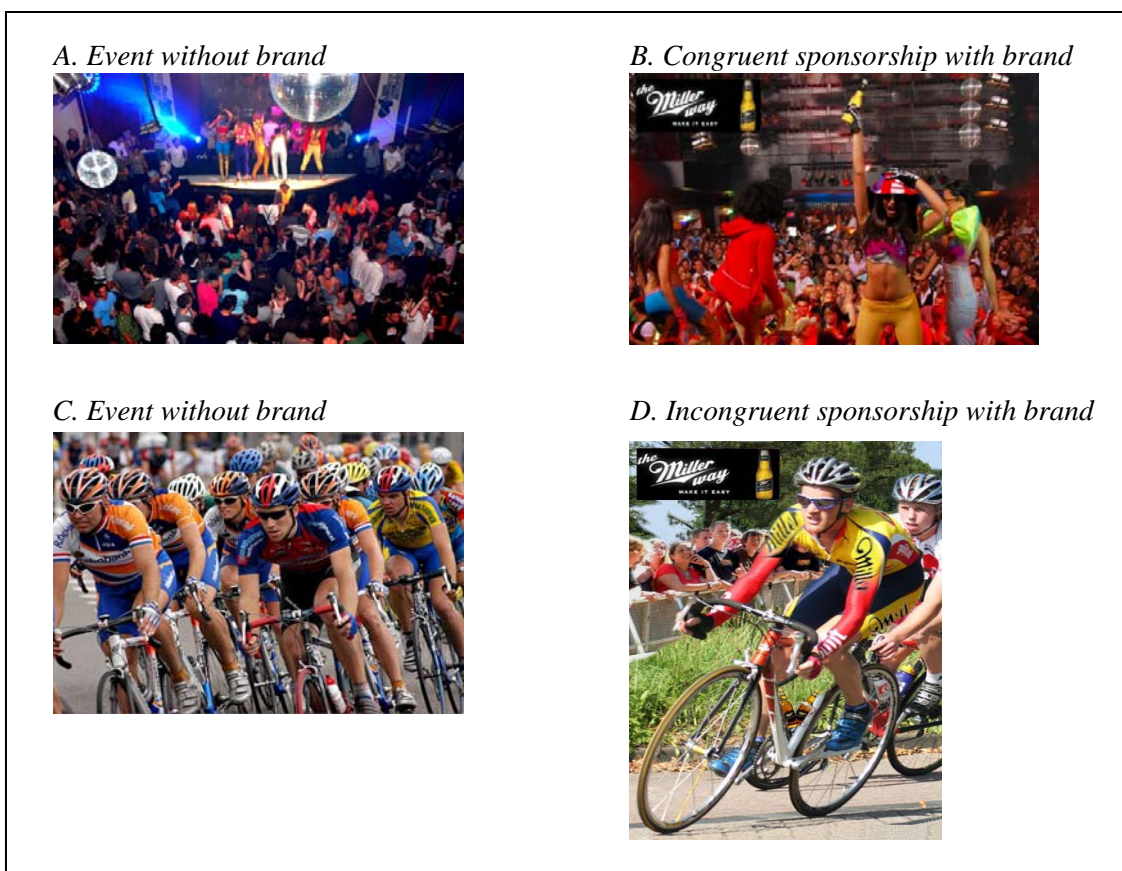 A. Event without brand
B. Congruent sponsorship with brand
the
Miller
way
MAKE IT EASY
C. Event without brand
D. Incongruent sponsorship with brand
the
Miller
way
MAKE IT EASY
Miller